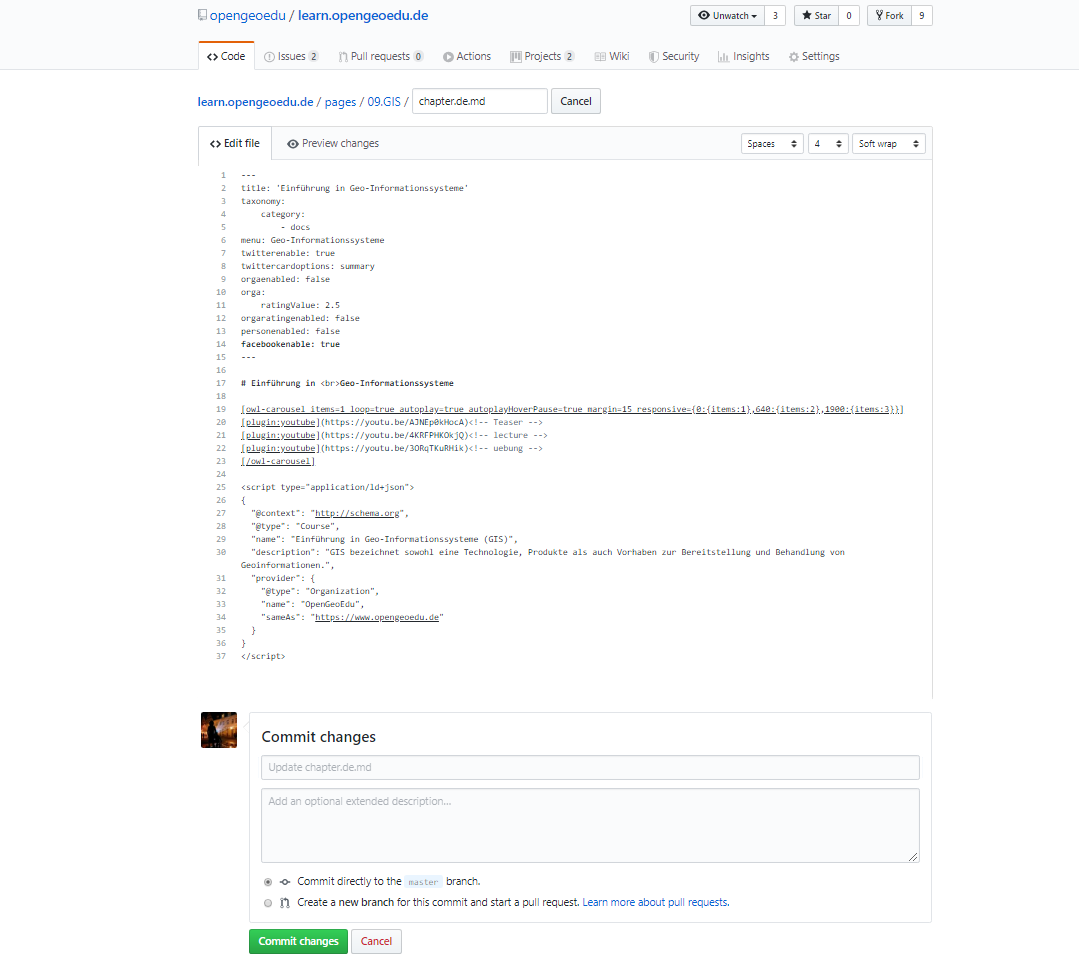 opengeoedu / learn.opengeoedu.de
Unwatch 3 Star 0 Fork 9
Code Issues 2 Pull requests 0 Actions Projects 2 Wiki Security Insights Settings
learn.opengeoedu.de / pages / 09.GIS / chapter.de.md Cancel
Edit file Preview changes Spaces 4 Soft wrap
1 ---
2 title: 'Einführung in Geo-Informationssysteme'
3 taxonomy:
4 category:
5 - docs
6 menu: Geo-Informationssysteme
7 twitterenable: true
8 twittercardoptions: summary
9 orgaenabled: false
10 orga:
11 ratingValue: 2.5
12 orgaratingenabled: false
13 personenabled: false
14 facebookenable: true
15 ---
16
17 # Einführung in <br>Geo-Informationssysteme
18
19 [owl-carousel items=1 loop=true autoplay=true autoplayHoverPause=true margin=15 responsive={0:{items:1},640:{items:2},1900:{items:3}}]
20 [plugin:youtube](https://youtu.be/AJNEp0kHocA)<!-- Teaser -->
21 [plugin:youtube](https://youtu.be/4KRFPHKOkjQ)<!-- lecture -->
22 [plugin:youtube](https://youtu.be/3ORqTKuRHik)<!-- uebung -->
23 [/owl-carousel]
24
25 <script type="application/ld+json">
26 {
27 "@context": "http://schema.org",
28 "@type": "Course",
29 "name": "Einführung in Geo-Informationssysteme (GIS)",
30 "description": "GIS bezeichnet sowohl eine Technologie, Produkte als auch Vorhaben zur Bereitstellung und Behandlung von
Geoinformationen.",
31 "provider": {
32 "@type": "Organization",
33 "name": "OpenGeoEdu",
34 "sameAs": "https://www.opengeoedu.de"
35 }
36 }
37 </script>
Commit changes
Update chapter.de.md
Add an optional extended description...
Commit directly to the master branch.
Create a new branch for this commit and start a pull request. Learn more about pull requests.
Commit changes Cancel